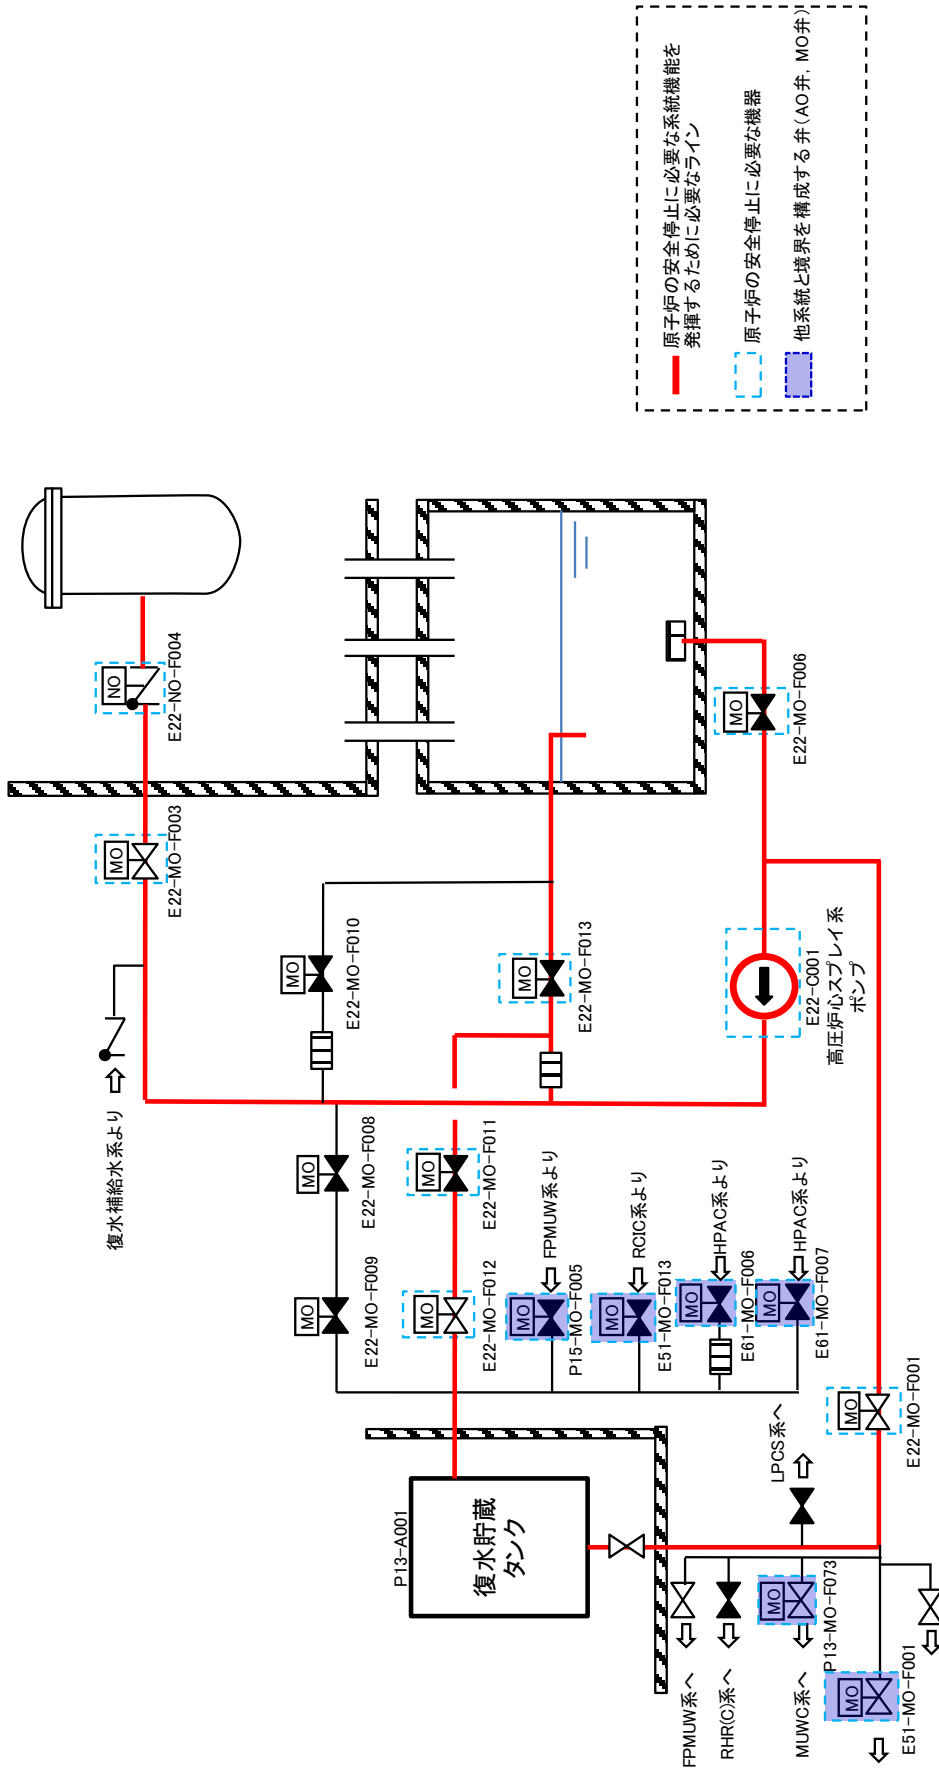 原子炉の安全停止に必要な系統機能を
発揮するために必要なライン
原子炉の安全停止に必要な機器
他系統と境界を構成する弁(AO弁, MO弁)
NO
E22-NO-F004
MO
E22-MO-F003
復水補給水系より
MO
E22-MO-F010
MO
E22-MO-F013
MO
E22-MO-F006
E22-C001
高圧炉心スプレイ系
ポンプ
MO
E22-MO-F008
MO
E22-MO-F009
MO
E22-MO-F011
MO
E22-MO-F012
FPMUW系より
MO
P15-MO-F005
RCIC系より
MO
E51-MO-F013
HPAC系より
MO
E61-MO-F006
HPAC系より
MO
E61-MO-F007
P13-A001
復水貯蔵
タンク
LPCS系へ
MO
E22-MO-F001
FPMUW系へ
RHR(C)系へ
MUWC系へ
MO
P13-MO-F073
MO
E51-MO-F001